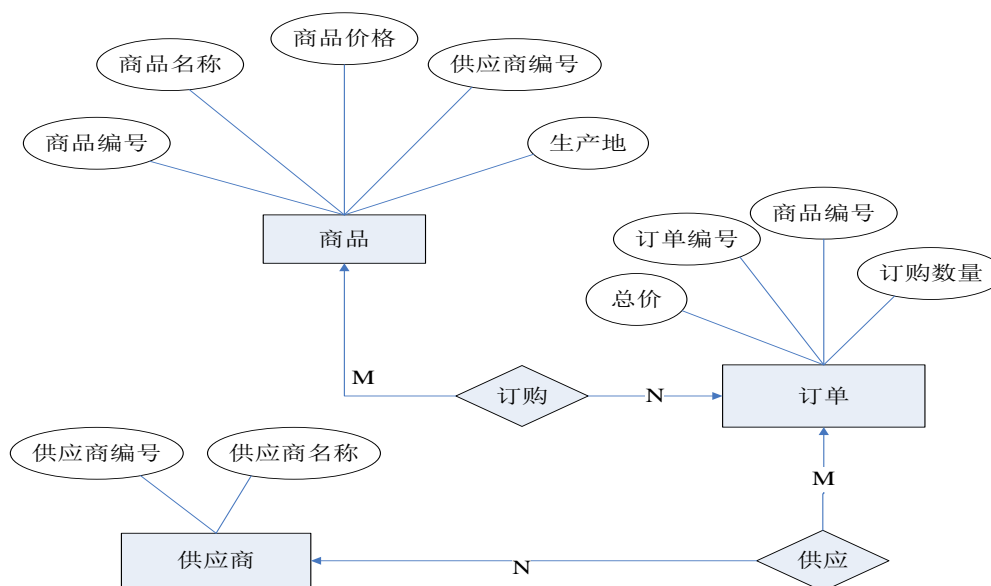 商品价格
商品名称
供应商编号
商品编号
生产地
商品
商品编号
订单编号
订购数量
总价
M
订购
N
订单
供应商编号
供应商名称
M
供应商
N
供应